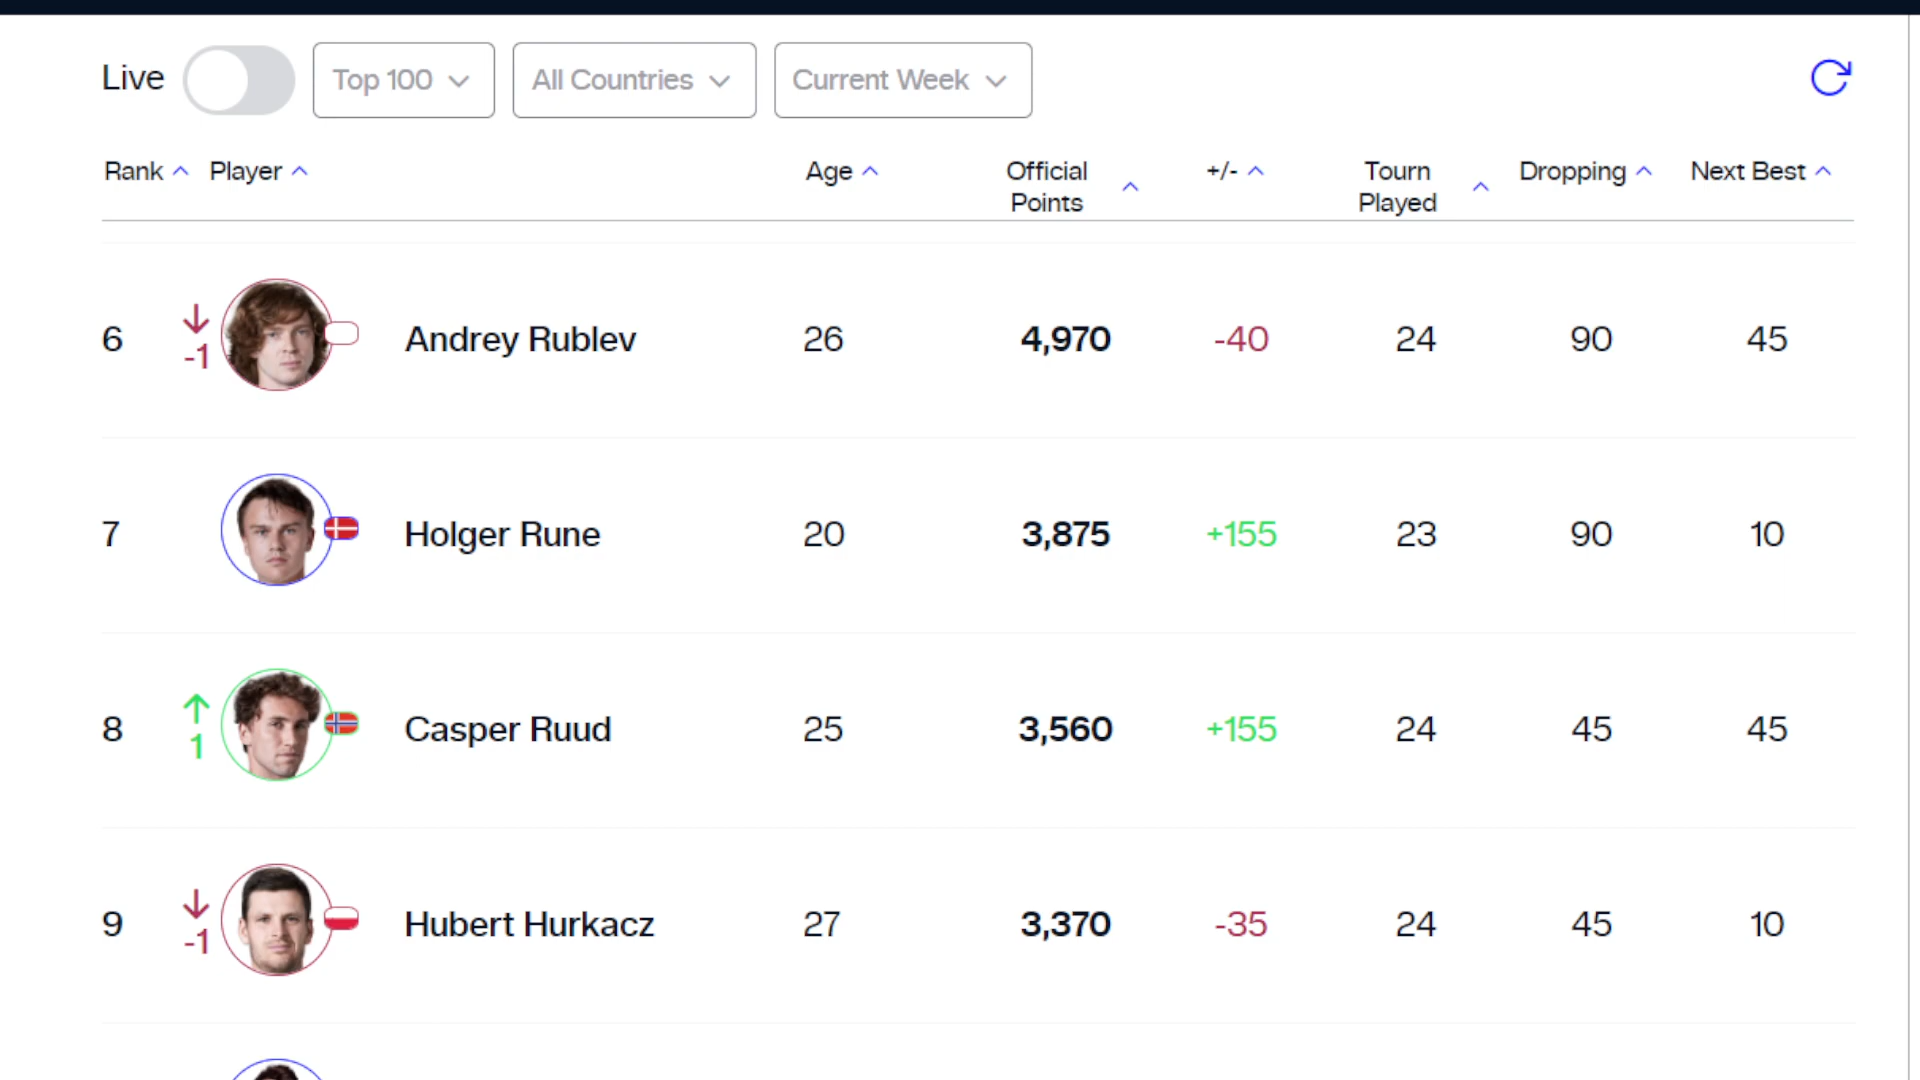 Live Top 100 All Countries Current Week
Rank Player Age Official Points +/- Tourn Played Dropping Next Best
6 -1 Andrey Rublev 26 4,970 -40 24 90 45
7 Holger Rune 20 3,875 +155 23 90 10
8 1 Casper Ruud 25 3,560 +155 24 45 45
9 -1 Hubert Hurkacz 27 3,370 -35 24 45 10